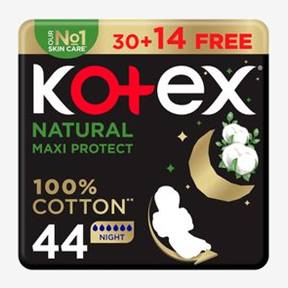 OUR
No1
SKIN CARE*
30+14 FREE
Kotex
NATURAL
MAXI PROTECT
100%
COTTON**
44
NIGHT